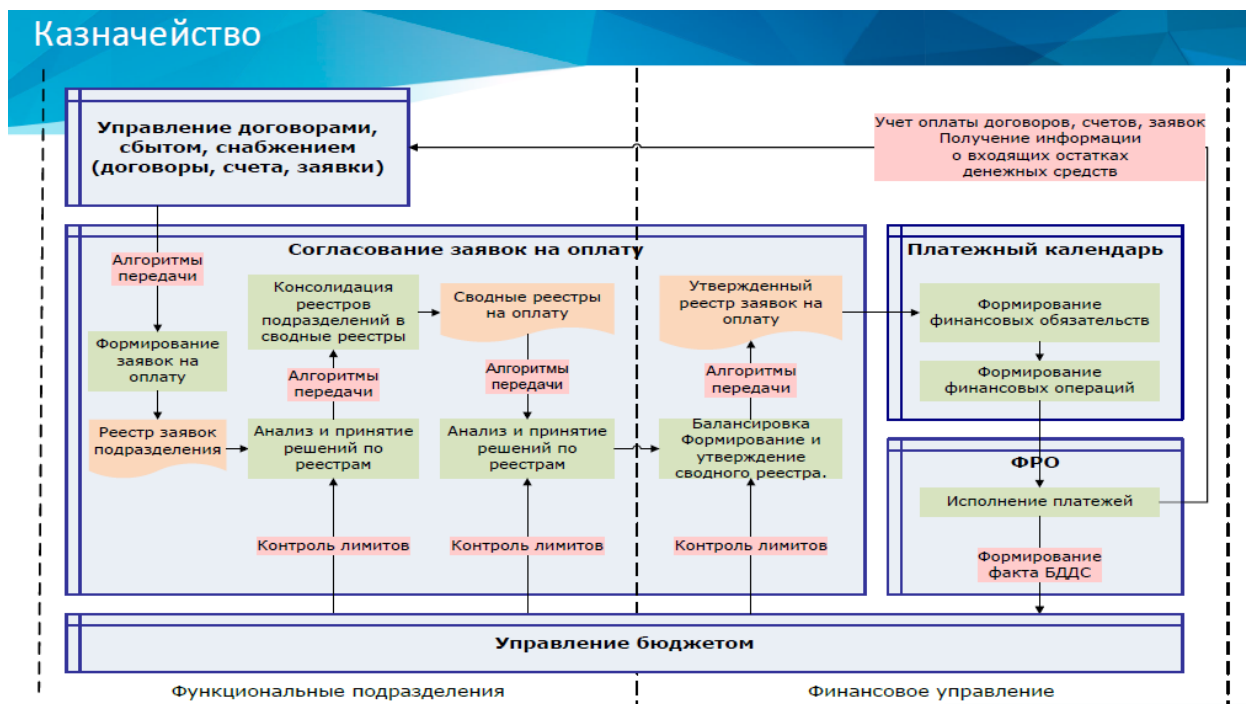 Казначейство
Управление договорами,
сбытом, снабжением
(договоры, счета, заявки)
Учет оплаты договоров, счетов, заявок
Получение информации
о входящих остатках
денежных средств
Согласование заявок на оплату
Платежный календарь
Алгоритмы
передачи
Консолидация
реестров
подразделений в
сводные реестры
Сводные реестры
на оплату
Утвержденный
реестр заявок на
оплату
Формирование
финансовых обязательств
Формирование
заявок на
оплату
Алгоритмы
передачи
Алгоритмы
передачи
Алгоритмы
передачи
Формирование
финансовых операций
Реестр заявок
подразделения
Анализ и принятие
решений по
реестрам
Анализ и принятие
решений по
реестрам
Балансировка
Формирование и
утверждение
сводного реестра.
ФРО
Исполнение платежей
Контроль лимитов
Контроль лимитов
Контроль лимитов
Формирование
факта БДДС
Управление бюджетом
Функциональные подразделения
Финансовое управление